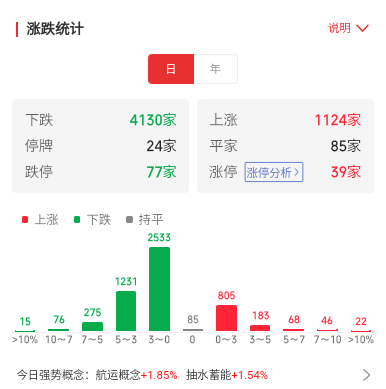 涨跌统计 说明
日 年
下跌 4130家 上涨 1124家
停牌 24家 平家 85家
跌停 77家 涨停 涨停分析 39家
上涨 下跌 持平
15 76 275 1231 2533 85 805 183 68 46 22
>10% 10～7 7～5 5～3 3～0 0 0～3 3～5 5～7 7～10 >10%
今日强势概念：航运概念+1.85% 抽水蓄能+1.54%